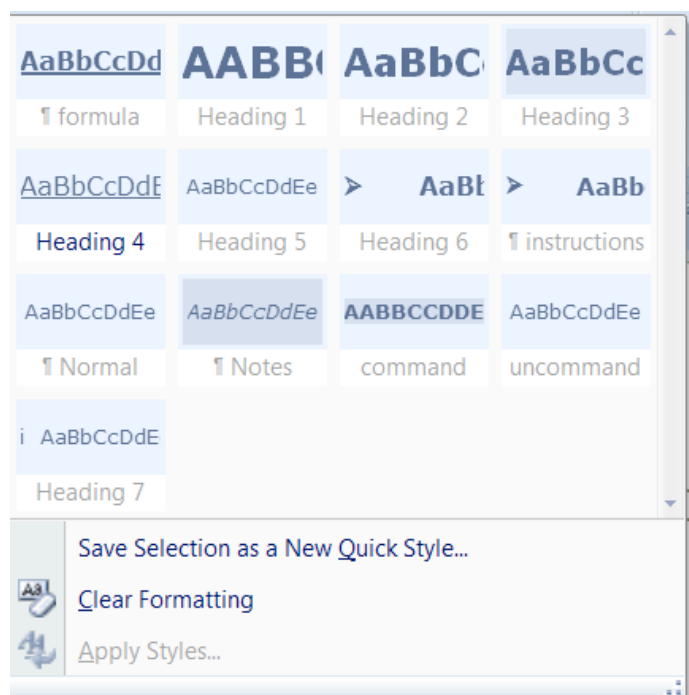 AaBbCcDd AABB( AaBbC AaBbCc
¶ formula Heading 1 Heading 2 Heading 3
AaBbCcDdE AaBbCcDdEe ➢ AaBb ➢ AaBb
Heading 4 Heading 5 Heading 6 ¶ instructions
AaBbCcDdEe AaBbCcDdEe AABBCCDDE AaBbCcDdEe
¶ Normal ¶ Notes command uncommand
i AaBbCcDdE
Heading 7
Save Selection as a New Quick Style...
Aa
Clear Formatting
Apply Styles...